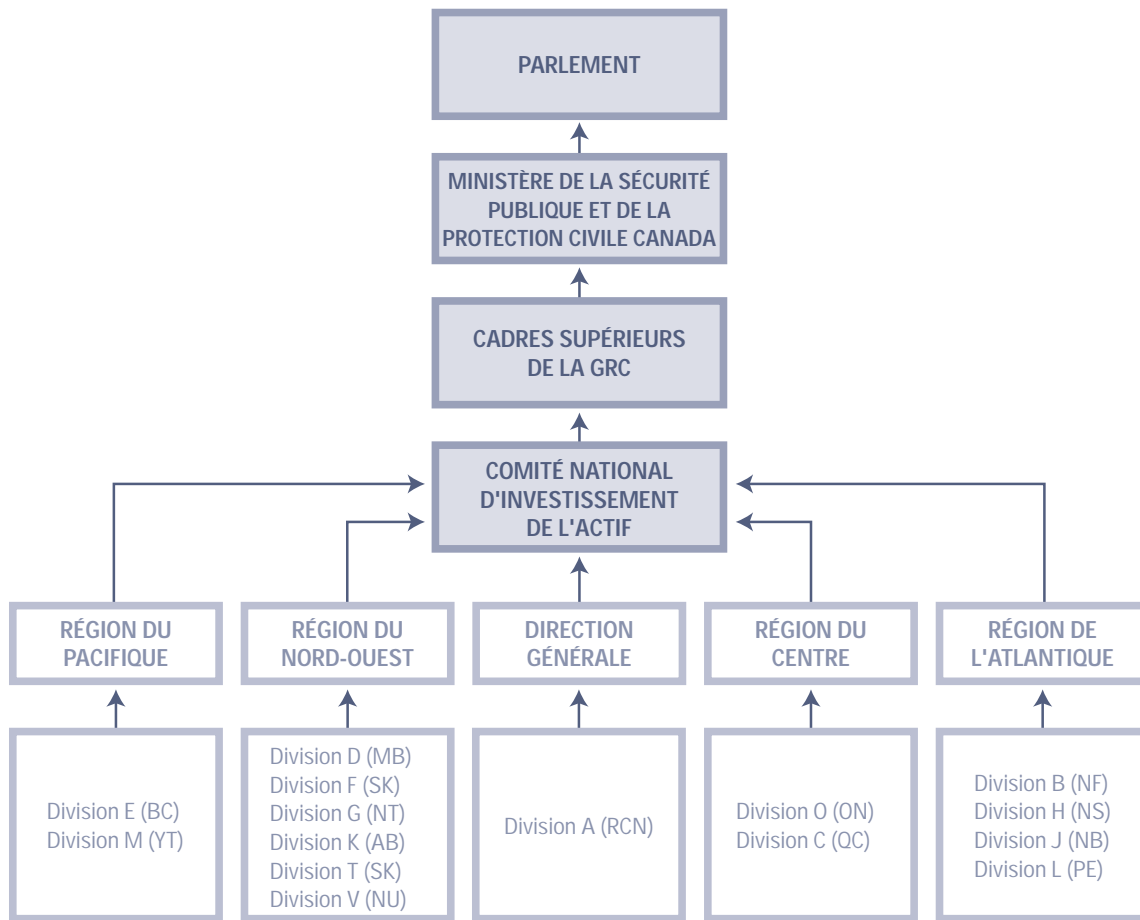 PARLEMENT
MINISTÈRE DE LA SÉCURITÉ
PUBLIQUE ET DE LA
PROTECTION CIVILE CANADA
CADRES SUPÉRIEURS
DE LA GRC
COMITÉ NATIONAL
D'INVESTISSEMENT
DE L'ACTIF
RÉGION DU
PACIFIQUE
RÉGION DU
NORD-OUEST
DIRECTION
GÉNÉRALE
RÉGION DU
CENTRE
RÉGION DE
L'ATLANTIQUE
Division E (BC)
Division M (YT)
Division D (MB)
Division F (SK)
Division G (NT)
Division K (AB)
Division T (SK)
Division V (NU)
Division A (RCN)
Division O (ON)
Division C (QC)
Division B (NF)
Division H (NS)
Division J (NB)
Division L (PE)